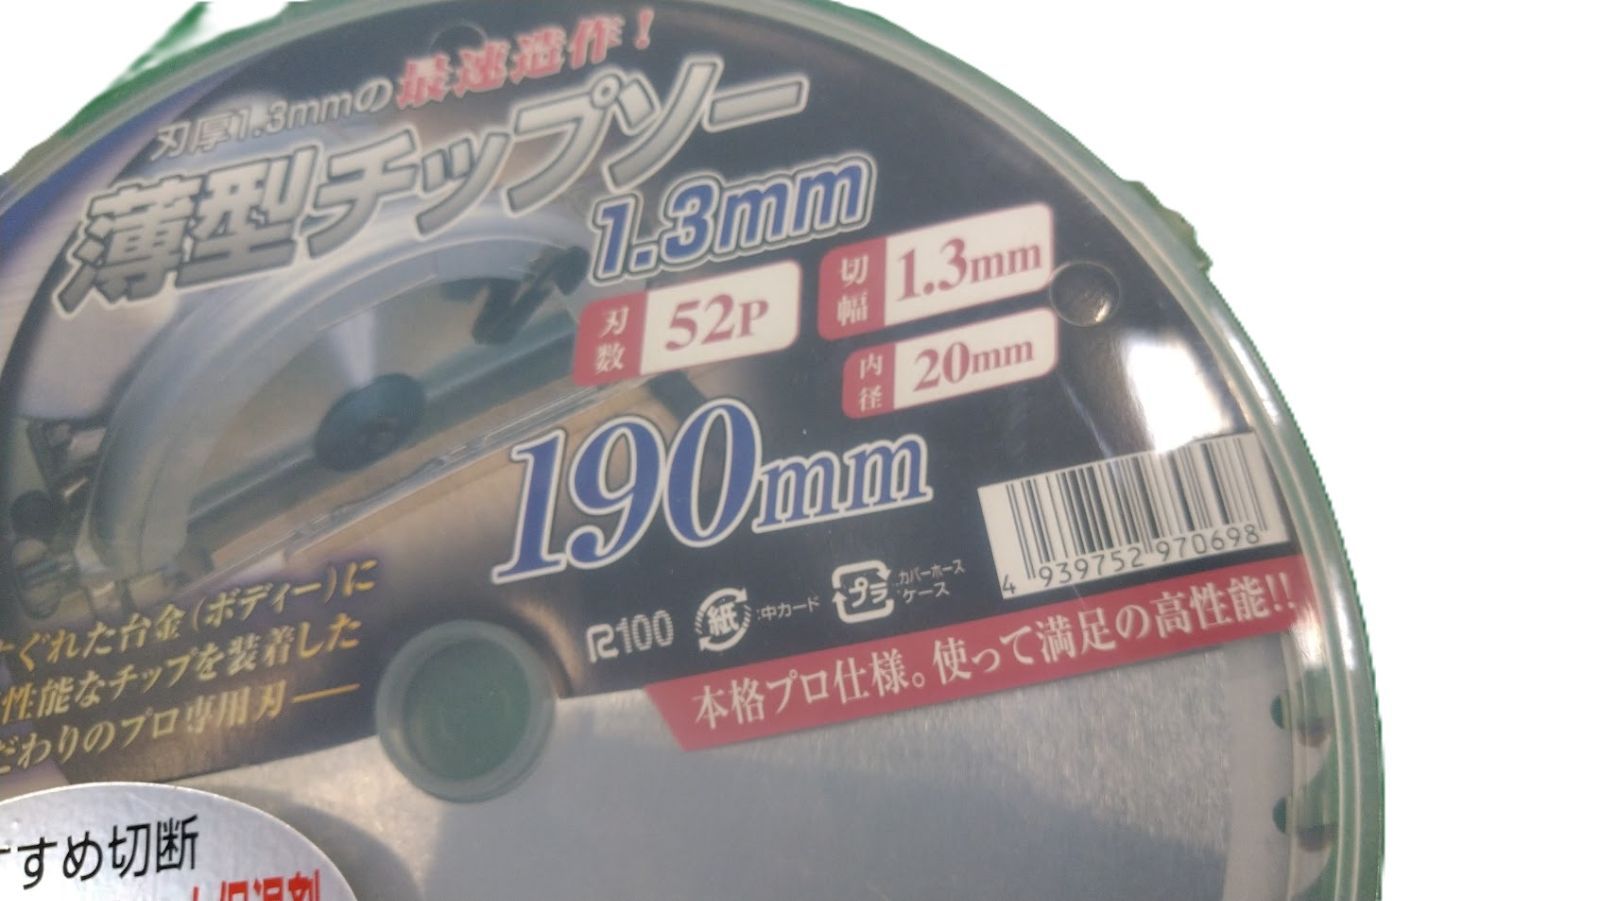 刃厚1.3mmの最速造作！
薄型チップソー
1.3mm
刃数 52P
切幅 1.3mm
内径 20mm
190mm
4 939752 970698
R100
紙 :中カード
プラ :カバーホース
ケース
本格プロ仕様。使って満足の高性能!!
ぐれた台金(ボディー)に
性能なチップを装着した
だわりのプロ専用刃—
すすめ切断